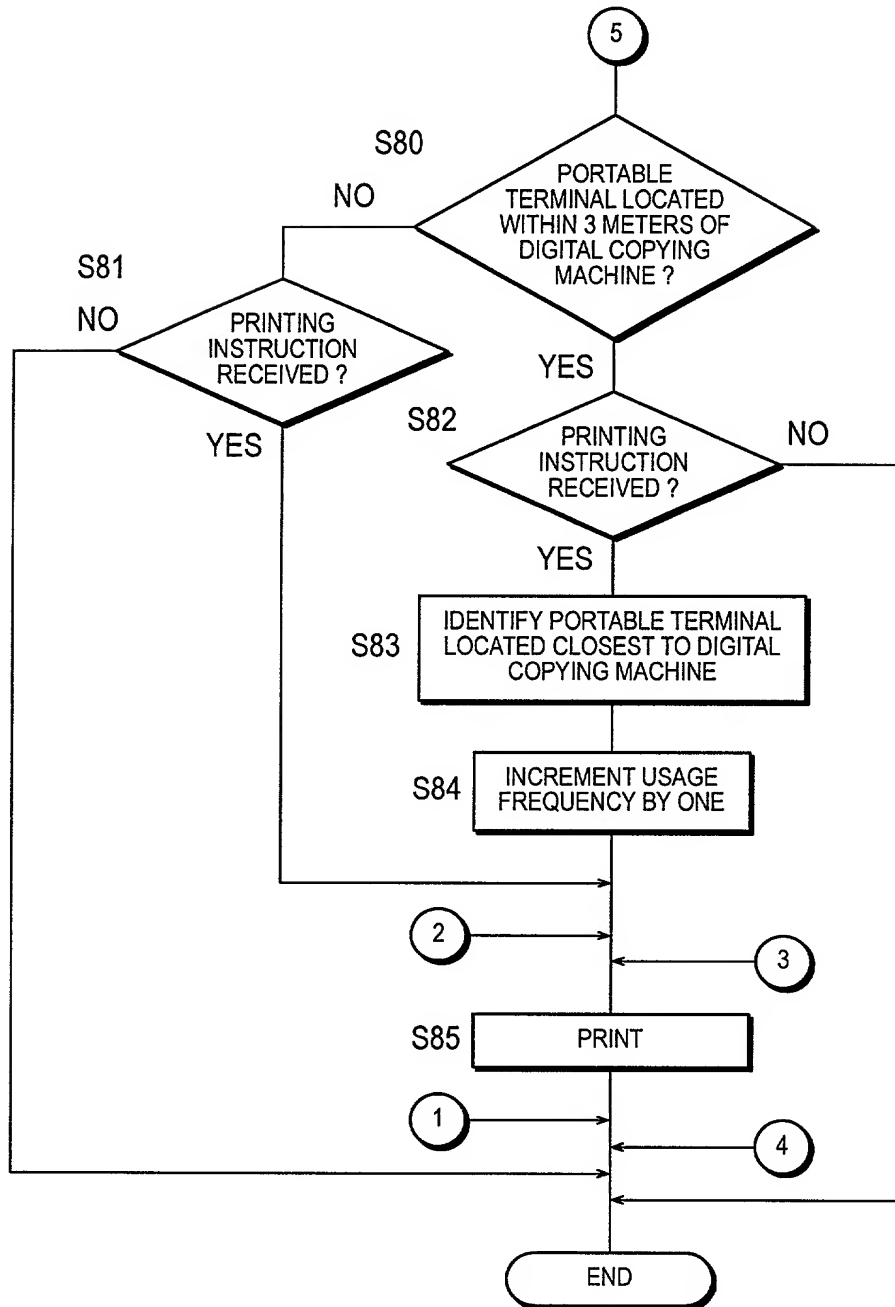 5
S80
PORTABLE
TERMINAL LOCATED
WITHIN 3 METERS OF
DIGITAL COPYING
MACHINE ?
NO
YES
S81
NO
PRINTING
INSTRUCTION
RECEIVED ?
YES
S82
PRINTING
INSTRUCTION
RECEIVED ?
NO
YES
S83
IDENTIFY PORTABLE TERMINAL
LOCATED CLOSEST TO DIGITAL
COPYING MACHINE
S84
INCREMENT USAGE
FREQUENCY BY ONE
2
3
S85
PRINT
1
4
END